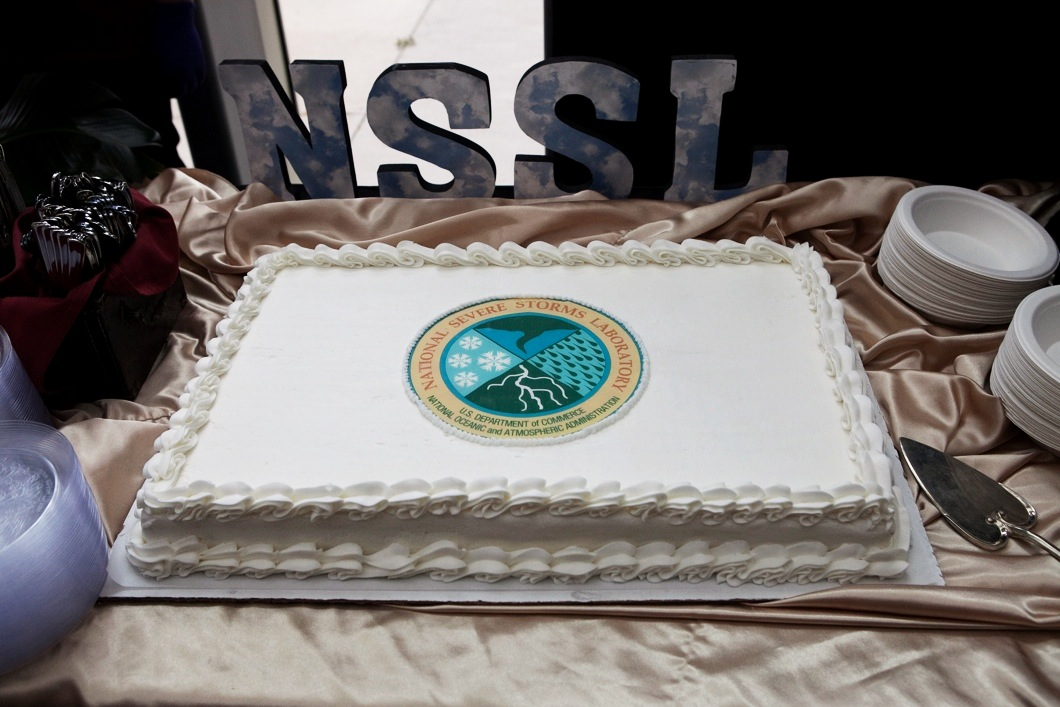 NSSL
NATIONAL SEVERE STORMS LABORATORY
U.S. DEPARTMENT of COMMERCE
NATIONAL OCEANIC and ATMOSPHERIC ADMINISTRATION